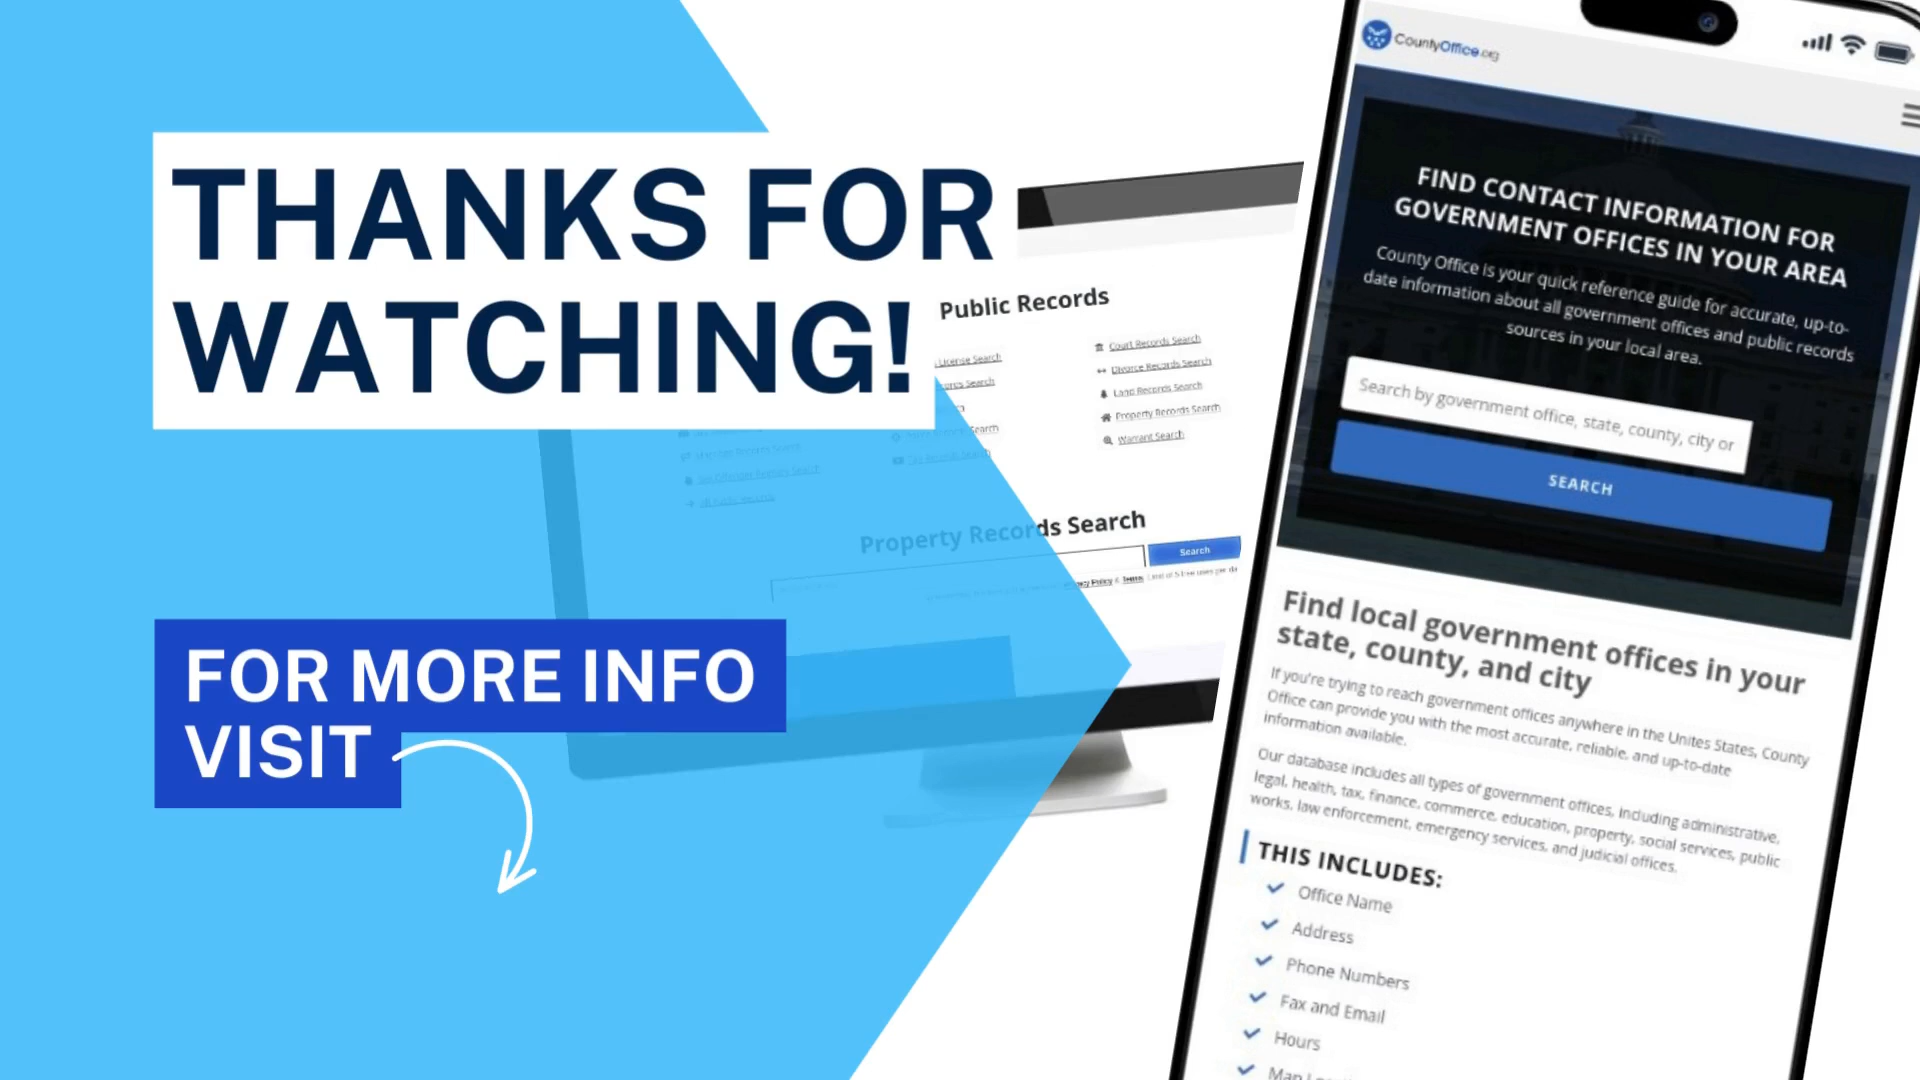 THANKS FOR
WATCHING!
FOR MORE INFO
VISIT
Public Records
License Search
Search
Search
Court Records Search
Divorce Records Search
Land Records Search
Property Records Search
Warrant Search
Property Records Search
Search
Policy & Terms
CountyOffice.org
FIND CONTACT INFORMATION FOR
GOVERNMENT OFFICES IN YOUR AREA
County Office is your quick reference guide for accurate, up-to-
date information about all government offices and public records
sources in your local area.
Search by government office, state, county, city or
SEARCH
Find local government offices in your
state, county, and city
If you're trying to reach government offices anywhere in the Unites States, County
Office can provide you with the most accurate, reliable, and up-to-date
information available.
Our database includes all types of government offices, including administrative,
legal, health, tax, finance, commerce, education, property, social services, public
works, law enforcement, emergency services, and judicial offices.
THIS INCLUDES:
Office Name
Address
Phone Numbers
Fax and Email
Hours
Map